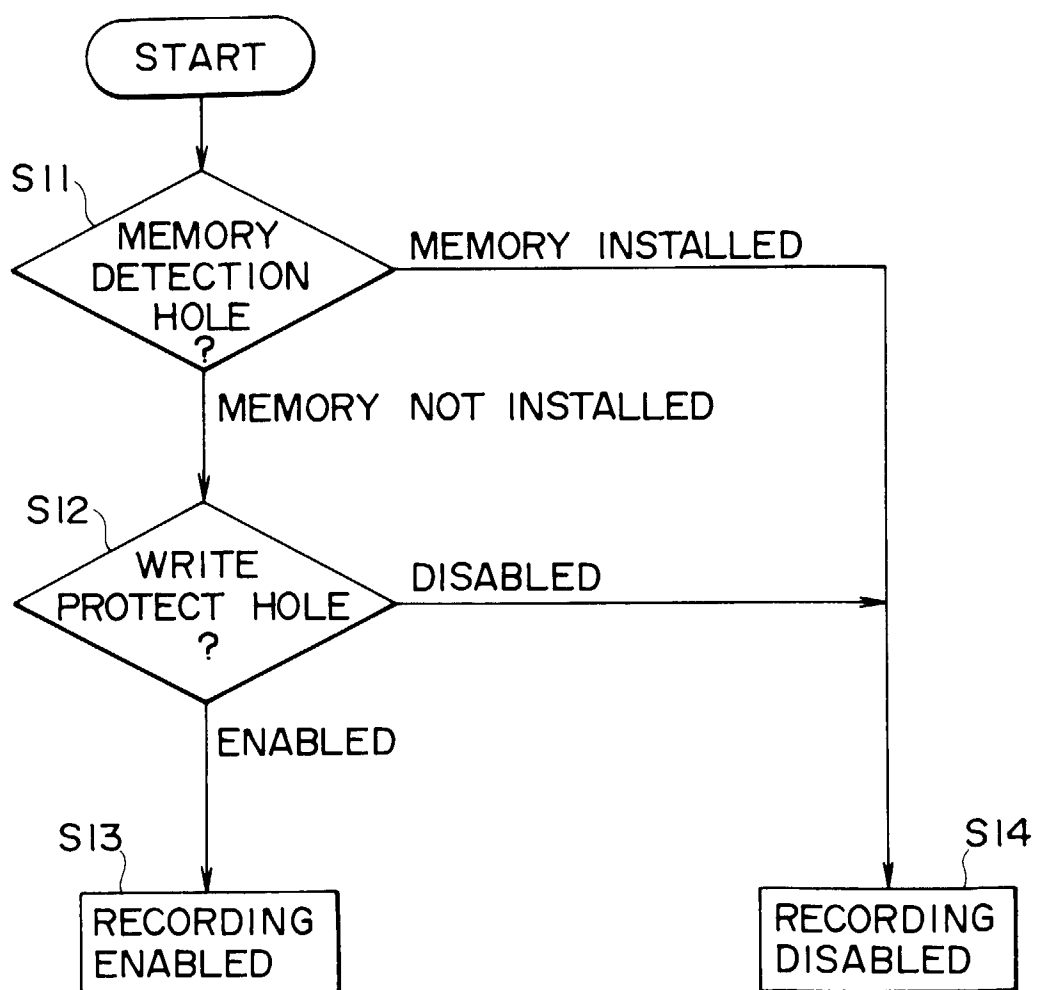 START
S11
MEMORY
DETECTION
HOLE
?
MEMORY INSTALLED
MEMORY NOT INSTALLED
S12
WRITE
PROTECT HOLE
?
DISABLED
ENABLED
S13
RECORDING
ENABLED
S14
RECORDING
DISABLED